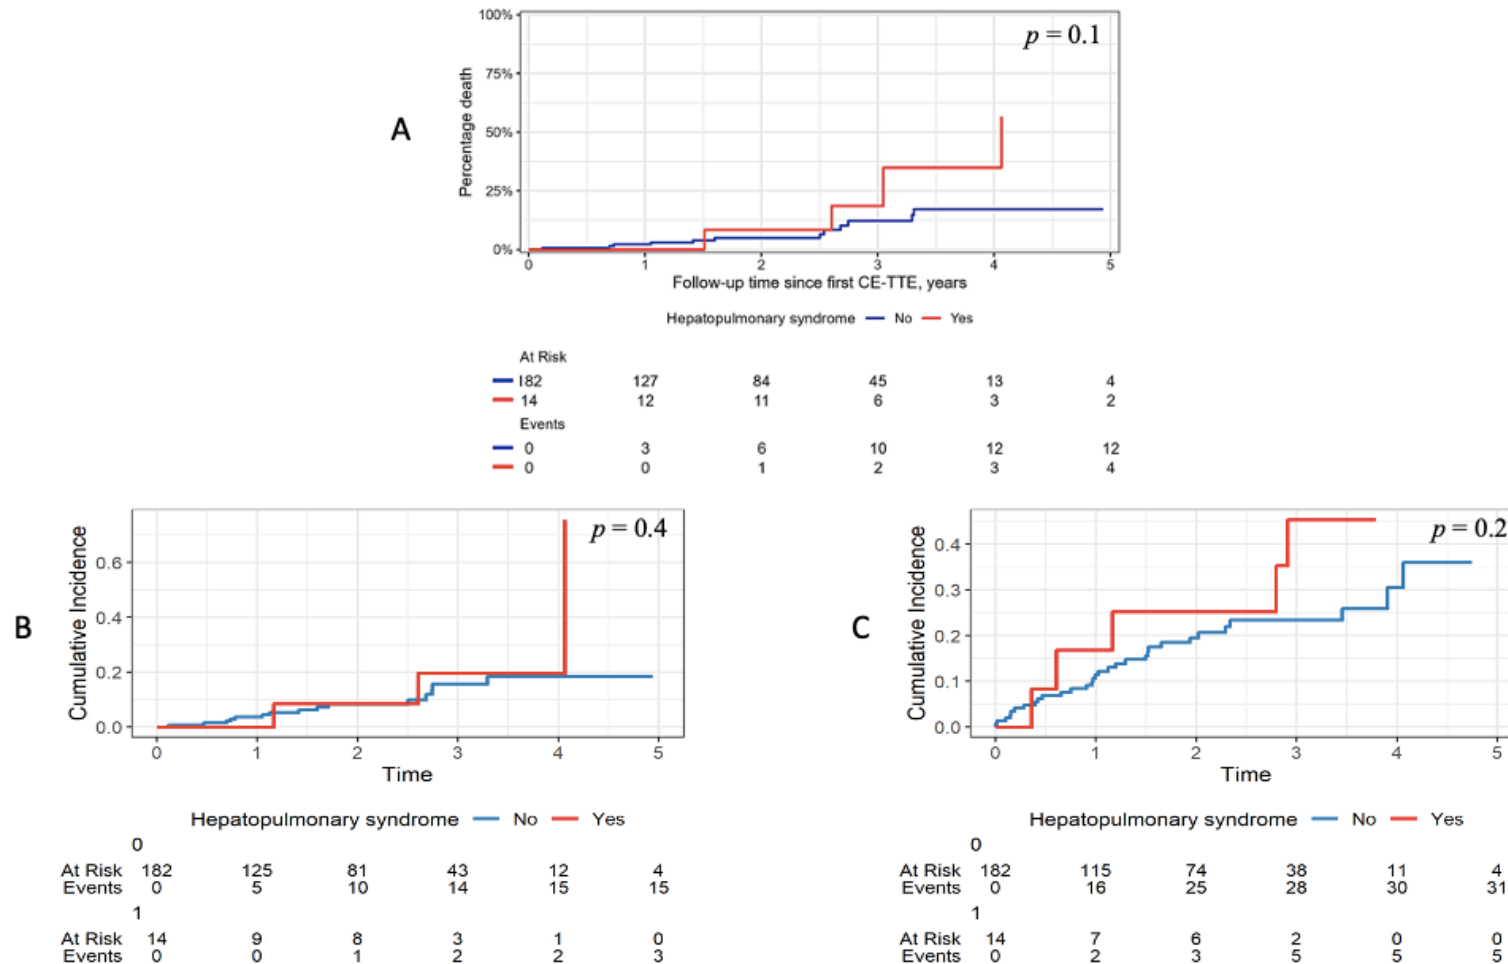 100%
p = 0.1
75%
Percentage death
A
50%
25%
0%
0 1 2 3 4 5
Follow-up time since first CE-TTE, years
Hepatopulmonary syndrome No Yes
At Risk
182 127 84 45 13 4
14 12 11 6 3 2
Events
0 3 6 10 12 12
0 0 1 2 3 4
B
Cumulative Incidence
p = 0.4
0.6
0.4
0.2
0.0
0 1 2 3 4 5
Time
Hepatopulmonary syndrome No Yes
0
At Risk 182 125 81 43 12 4
Events 0 5 10 14 15 15
1
At Risk 14 9 8 3 1 0
Events 0 0 1 2 2 3
C
Cumulative Incidence
p = 0.2
0.4
0.3
0.2
0.1
0.0
0 1 2 3 4 5
Time
Hepatopulmonary syndrome No Yes
0
At Risk 182 115 74 38 11 4
Events 0 16 25 28 30 31
1
At Risk 14 7 6 2 0 0
Events 0 2 3 5 5 5